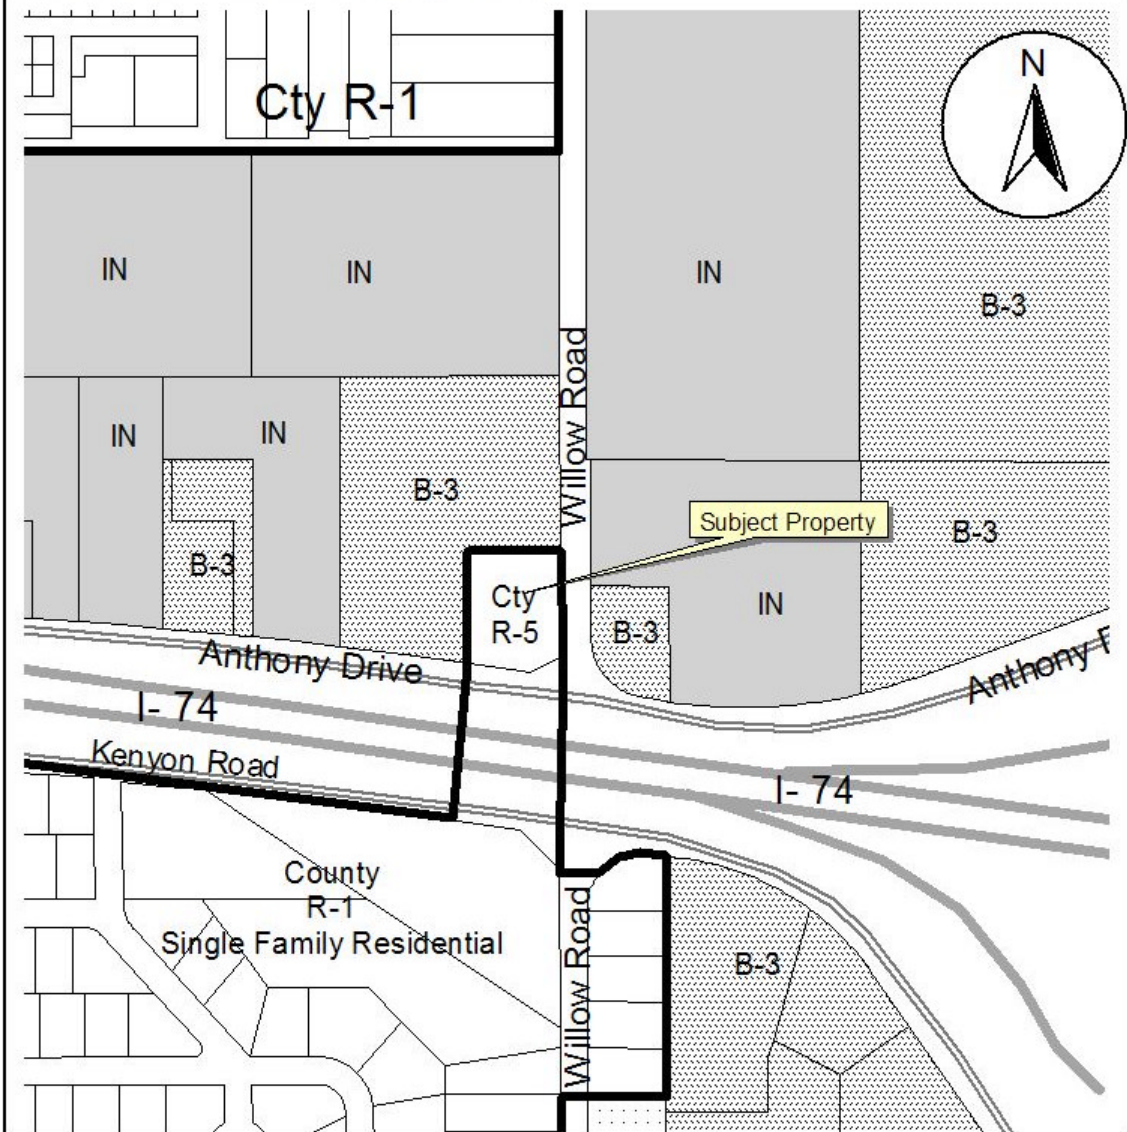 N
Cty R-1
IN
IN
IN
B-3
Willow Road
IN
IN
B-3
B-3
Subject Property
B-3
Cty
R-5
B-3
IN
Anthony Drive
Anthony
I- 74
Kenyon Road
I- 74
County
R-1
Single Family Residential
Willow Road
B-3